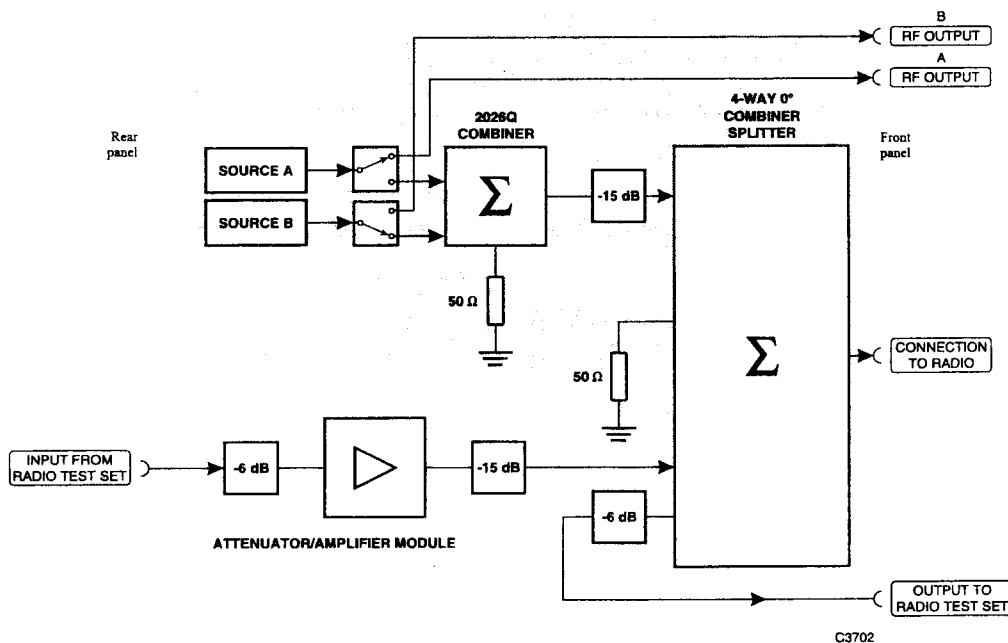 B
RF OUTPUT
A
RF OUTPUT
4-WAY 0°
COMBINER
SPLITTER
2026Q
COMBINER
Rear
panel
Front
panel
SOURCE A
Σ
-15 dB
SOURCE B
50 Ω
Σ
CONNECTION
TO RADIO
50 Ω
INPUT FROM
RADIO TEST SET
-6 dB
-15 dB
-6 dB
ATTENUATOR/AMPLIFIER MODULE
OUTPUT TO
RADIO TEST SET
C3702